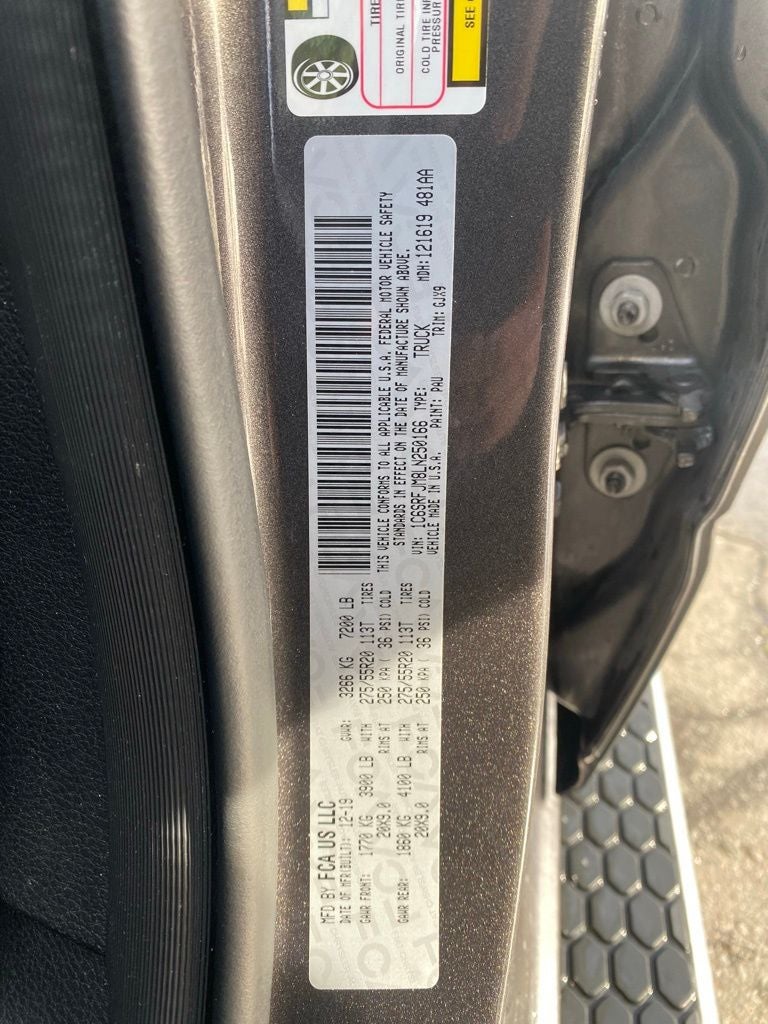 TIRE
ORIGINAL TIRE
COLD TIRE INF
PRESSUR
SEE O
MFD BY FCA US LLC
DATE OF MFR(BUILT): 12-19 GVWR: 3266 KG 7200 LB
GAWR FRONT: 1770 KG 3900 LB WITH 275/55R20 113T TIRES
20X9.0 RIMS AT 250 KPA ( 36 PSI) COLD
GAWR REAR: 1860 KG 4100 LB WITH 275/55R20 113T TIRES
20X9.0 RIMS AT 250 KPA ( 36 PSI) COLD
THIS VEHICLE CONFORMS TO ALL APPLICABLE U.S.A. FEDERAL MOTOR VEHICLE SAFETY
STANDARDS IN EFFECT ON THE DATE OF MANUFACTURE SHOWN ABOVE.
VIN: 1C6SRFJM8LN250166 TYPE: TRUCK MDH:121619 481AA
VEHICLE MADE IN U.S.A. PAINT: PAU TRIM: GJX9